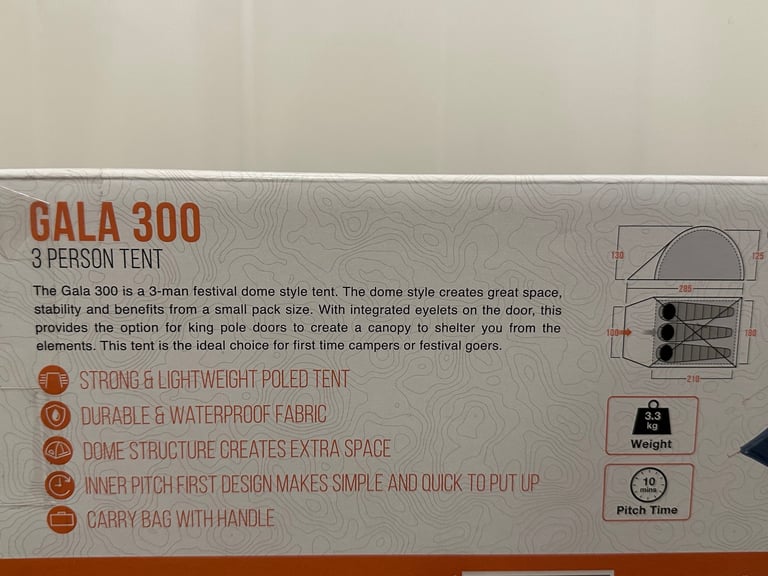 GALA 300
3 PERSON TENT
The Gala 300 is a 3-man festival dome style tent. The dome style creates great space,
stability and benefits from a small pack size. With integrated eyelets on the door, this
provides the option for king pole doors to create a canopy to shelter you from the
elements. This tent is the ideal choice for first time campers or festival goers.
STRONG & LIGHTWEIGHT POLED TENT
DURABLE & WATERPROOF FABRIC
DOME STRUCTURE CREATES EXTRA SPACE
INNER PITCH FIRST DESIGN MAKES SIMPLE AND QUICK TO PUT UP
CARRY BAG WITH HANDLE
130
125
285
180
210
3.3
kg
Weight
10
mins
Pitch Time